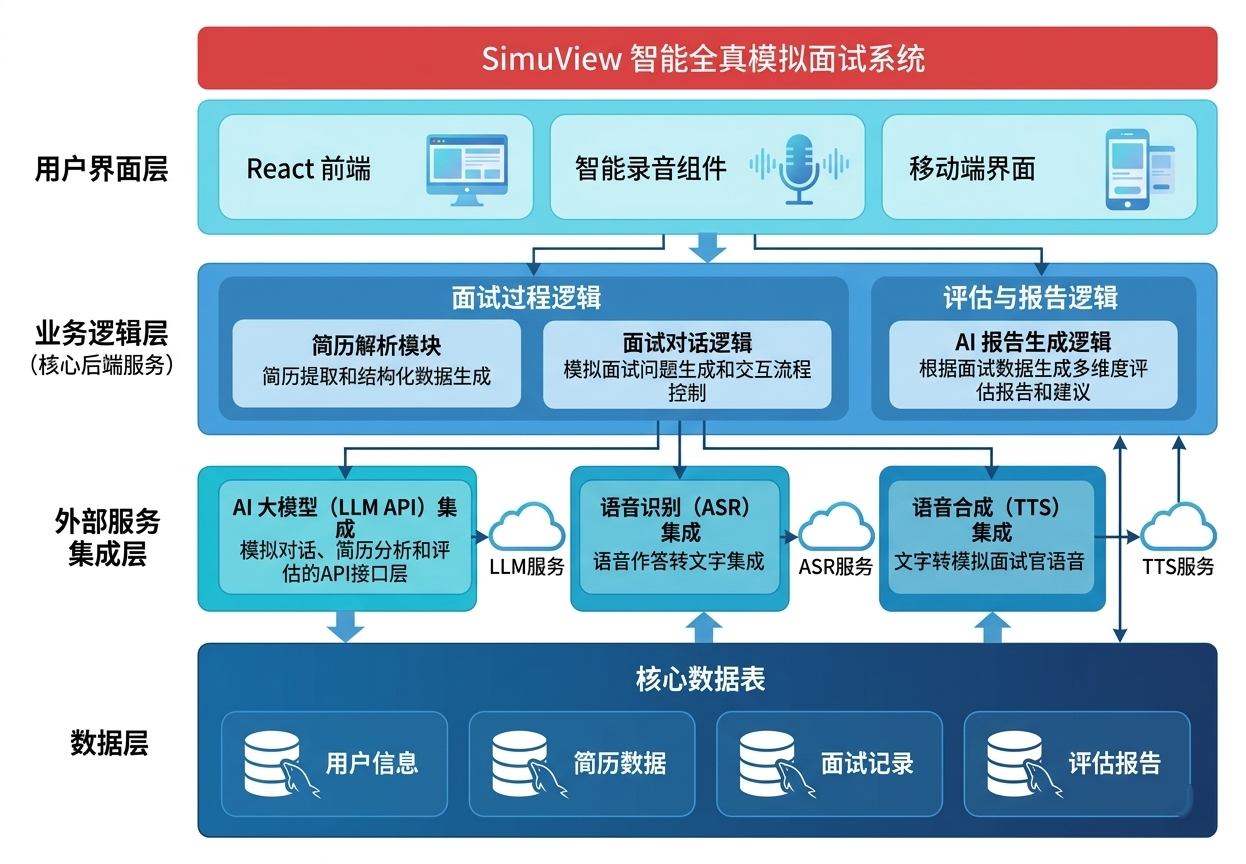 SimuView 智能全真模拟面试系统
用户界面层
React 前端
智能录音组件
移动端界面
业务逻辑层
（核心后端服务）
面试过程逻辑
简历解析模块
简历提取和结构化数据生成
面试对话逻辑
模拟面试问题生成和交互流程
控制
评估与报告逻辑
AI 报告生成逻辑
根据面试数据生成多维度评
估报告和建议
外部服务
集成层
AI 大模型（LLM API）集
成
模拟对话、简历分析和评
估的API接口层
LLM服务
语音识别（ASR）
集成
语音作答转文字集成
ASR服务
语音合成（TTS）
集成
文字转模拟面试官语音
TTS服务
数据层
核心数据表
用户信息
简历数据
面试记录
评估报告